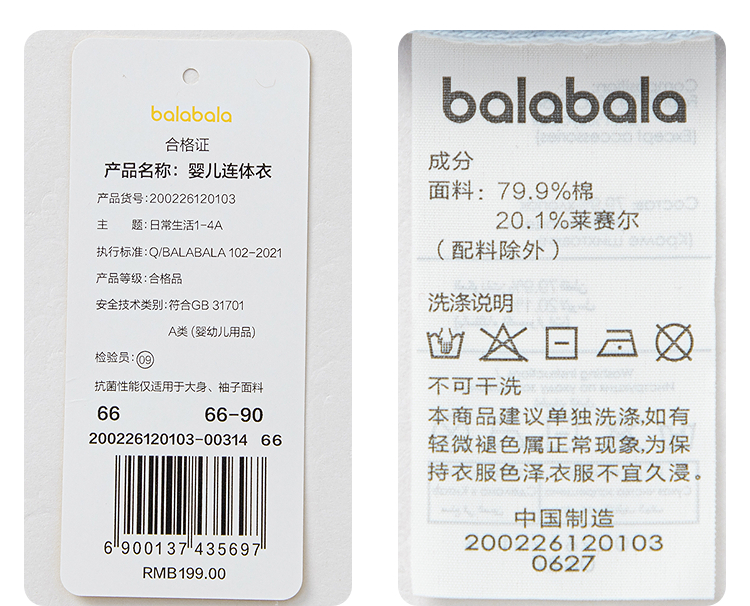 balabala
合格证
产品名称：婴儿连体衣
产品货号：200226120103
主 题：日常生活1-4A
执行标准：Q/BALABALA 102-2021
产品等级：合格品
安全技术类别：符合GB 31701
A类（婴幼儿用品）
检验员：09
抗菌性能仅适用于大身、袖子面料
66 66-90
200226120103-00314 66
6 900137 435697
RMB199.00
balabala
成分
面料：79.9%棉
20.1%莱赛尔
（配料除外）
洗涤说明
不可干洗
本商品建议单独洗涤,如有
轻微褪色属正常现象,为保
持衣服色泽,衣服不宜久浸。
中国制造
200226120103
0627